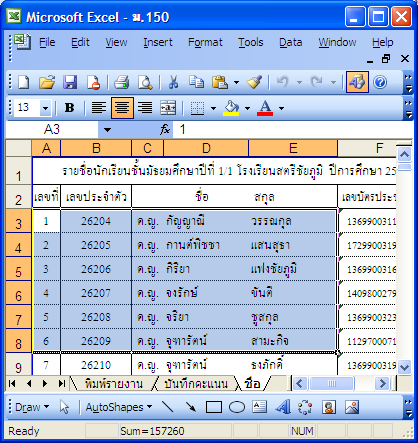 Microsoft Excel - ม.150
File Edit View Insert Format Tools Data Window Help
13 B A
A3 1
A B C D E F
1 รายชื่อนักเรียนชั้นมัธยมศึกษาปีที่ 1/1 โรงเรียนสตรีชัยภูมิ ปีการศึกษา 25
2 เลขที่ เลขประจำตัว ชื่อ สกุล เลขบัตรประช
3 1 26204 ด.ญ. กัญญาณี วรรณกุล 1369900311
4 2 26205 ด.ญ. กานต์พิชชา แสนสุธา 1729900319
5 3 26206 ด.ญ. กิริยา แฟงชัยภูมิ 1369900316
6 4 26207 ด.ญ. จงรักษ์ ขันตี 1409800279
7 5 26208 ด.ญ. จริยา ชูสกุล 1369900323
8 6 26209 ด.ญ. จุฑารัตน์ สามะกิจ 1129700071
9 7 26210 ด.ญ. จุฑารัตน์ ธงภักดิ์ 1369900319
พิมพ์รายงาน บันทึกคะแนน ชื่อ
Draw AutoShapes
Ready Sum=157260 NUM